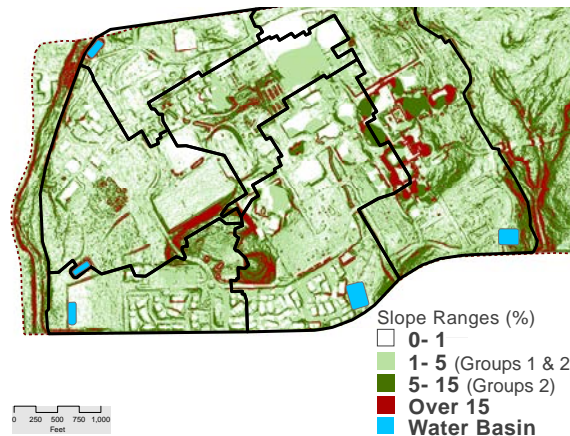 Slope Ranges (%)
0- 1
1- 5 (Groups 1 & 2
5- 15 (Groups 2)
Over 15
Water Basin
0 250 500 750 1,000
Feet